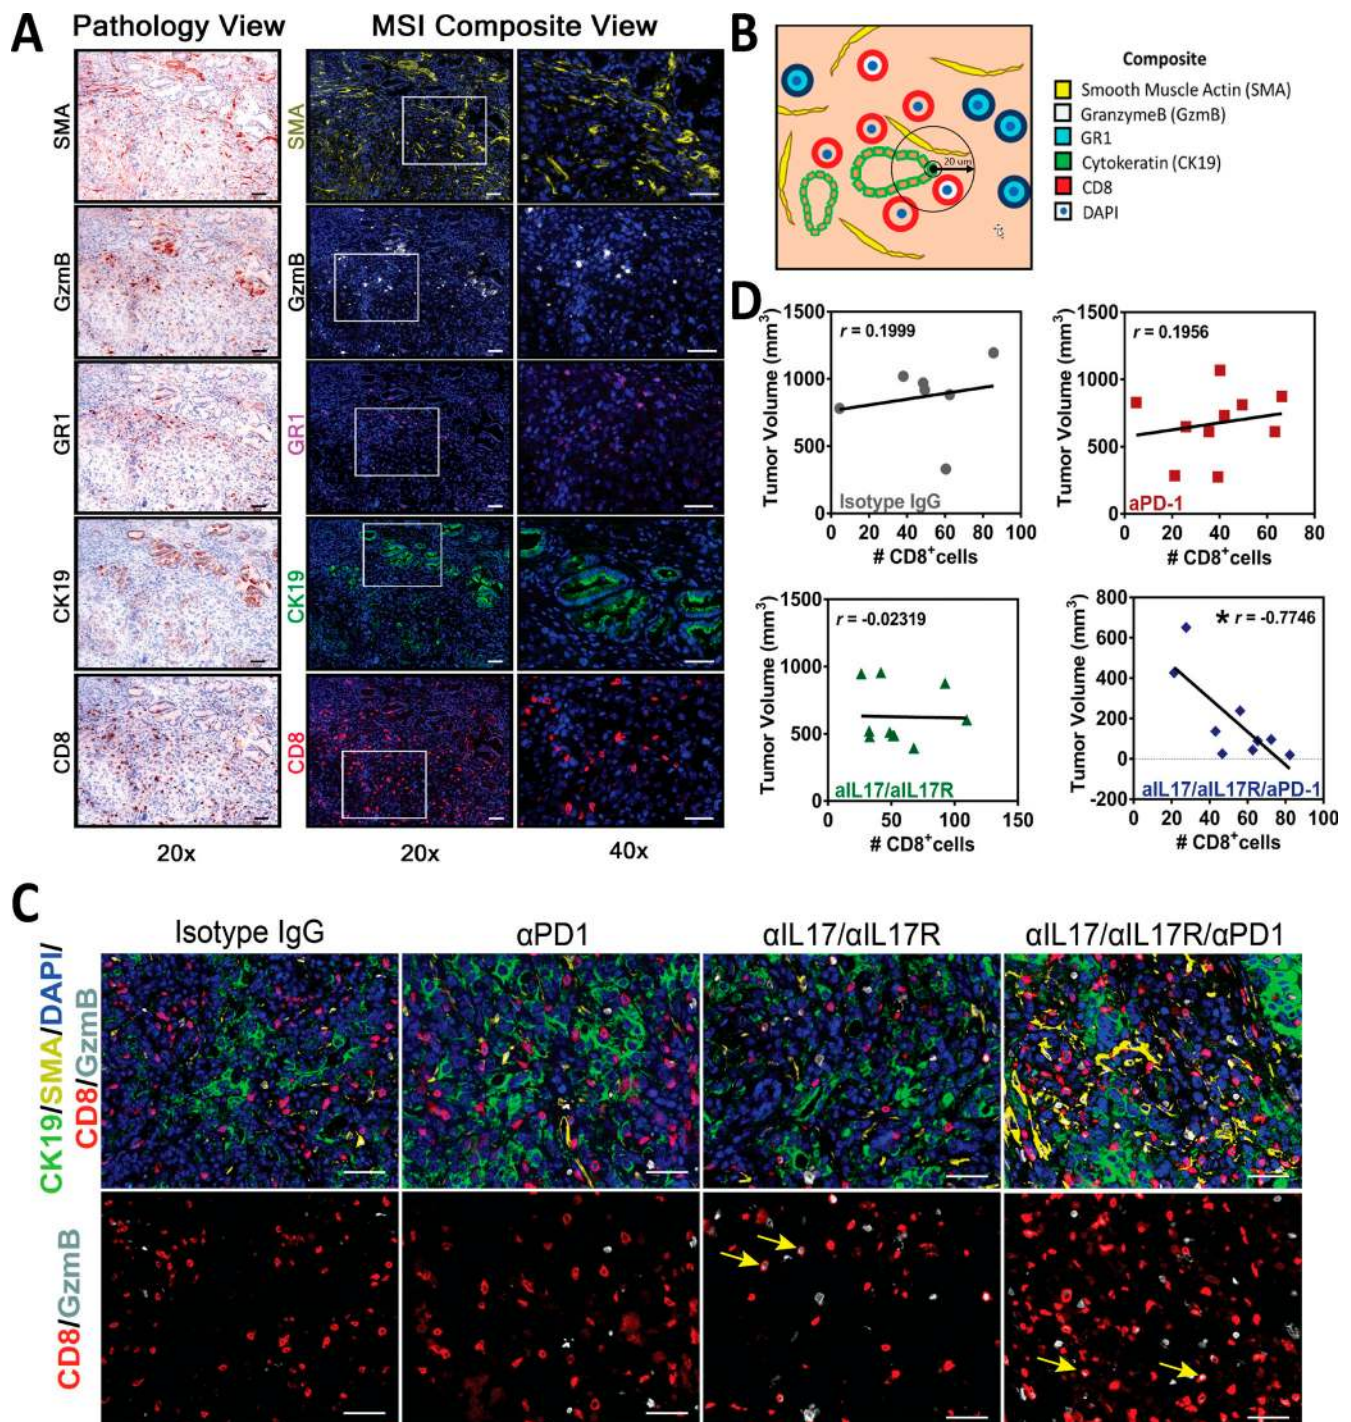 A
Pathology View
MSI Composite View
SMA
SMA
GzmB
GzmB
GR1
GR1
CK19
CK19
CD8
CD8
20x
20x
40x
B
20 um
Composite
Smooth Muscle Actin (SMA)
GranzymeB (GzmB)
GR1
Cytokeratin (CK19)
CD8
DAPI
D
Tumor Volume (mm³)
1500
1000
500
0
r = 0.1999
Isotype IgG
0 20 40 60 80 100
# CD8⁺cells
Tumor Volume (mm³)
1500
1000
500
0
r = 0.1956
aPD-1
0 20 40 60 80
# CD8⁺cells
Tumor Volume (mm³)
1500
1000
500
0
r = -0.02319
aIL17/aIL17R
0 50 100 150
# CD8⁺cells
Tumor Volume (mm³)
800
600
400
200
0
-200
* r = -0.7746
aIL17/aIL17R/aPD-1
0 20 40 60 80 100
# CD8⁺cells
C
Isotype IgG
αPD1
αIL17/αIL17R
αIL17/αIL17R/αPD1
CK19/SMA/DAPI/
CD8/GzmB
CD8/GzmB